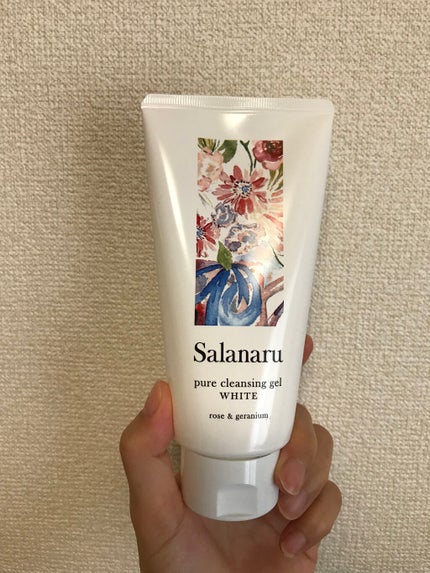 Salanaru
pure cleansing gel
WHITE
rose & geranium